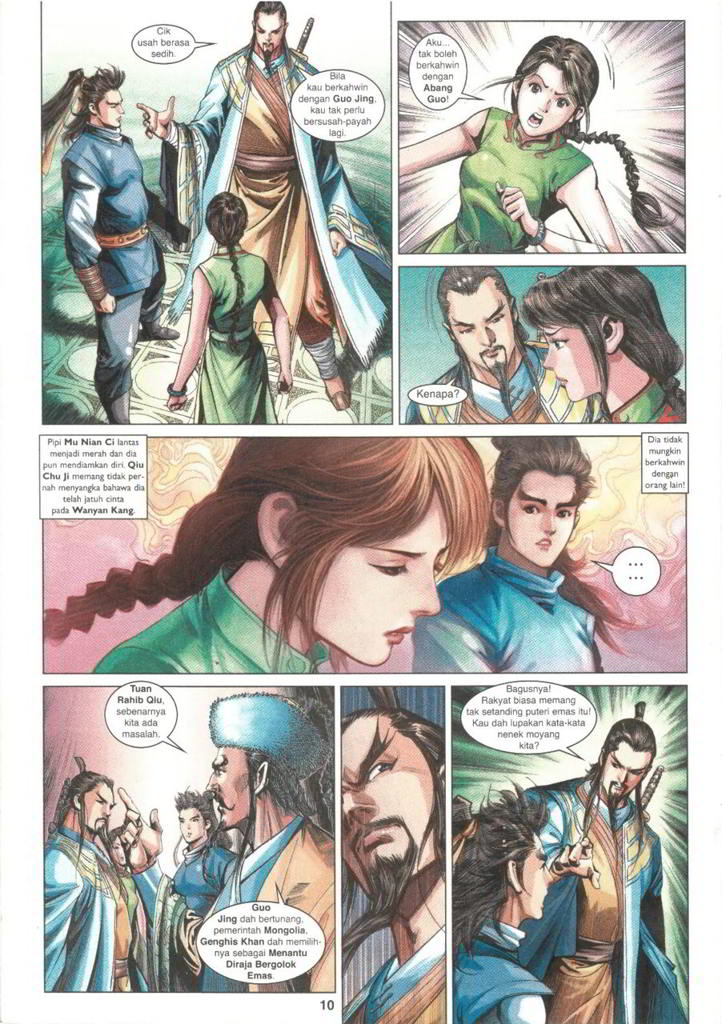 Cik
usah berasa
sedih.
Bila
kau berkahwin
dengan Guo Jing,
kau tak perlu
bersusah-payah
lagi.
Aku...
tak boleh
berkahwin
dengan
Abang
Guo!
Kenapa?
Pipi Mu Nian Ci lantas
menjadi merah dan dia
pun mendiamkan diri. Qiu
Chu Ji memang tidak per-
nah menyangka bahawa dia
telah jatuh cinta
pada Wanyan Kang.
Dia tidak
mungkin
berkahwin
dengan
orang lain!
...
...
Tuan
Rahib Qiu,
sebenarnya
kita ada
masalah.
Guo
Jing dah bertunang,
pemerintah Mongolia,
Genghis Khan dah memilih-
nya sebagai Menantu
Diraja Bergolok
Emas.
Bagusnya!
Rakyat biasa memang
tak setanding puteri emas itu!
Kau dah lupakan kata-kata
nenek moyang
kita?
10